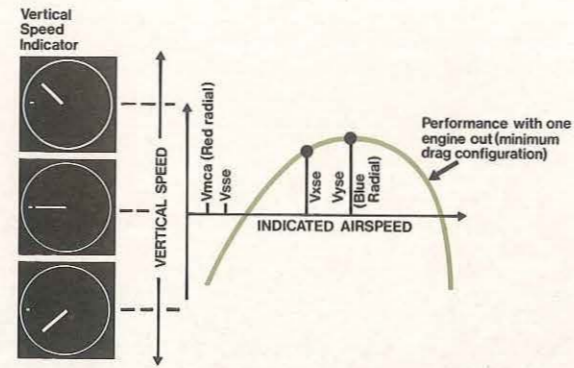 Vertical
Speed
Indicator
VERTICAL SPEED
Vmca (Red radial)
Vsse
Vxse
Vyse
(Blue
Radial)
INDICATED AIRSPEED
Performance with one
engine out (minimum
drag configuration)